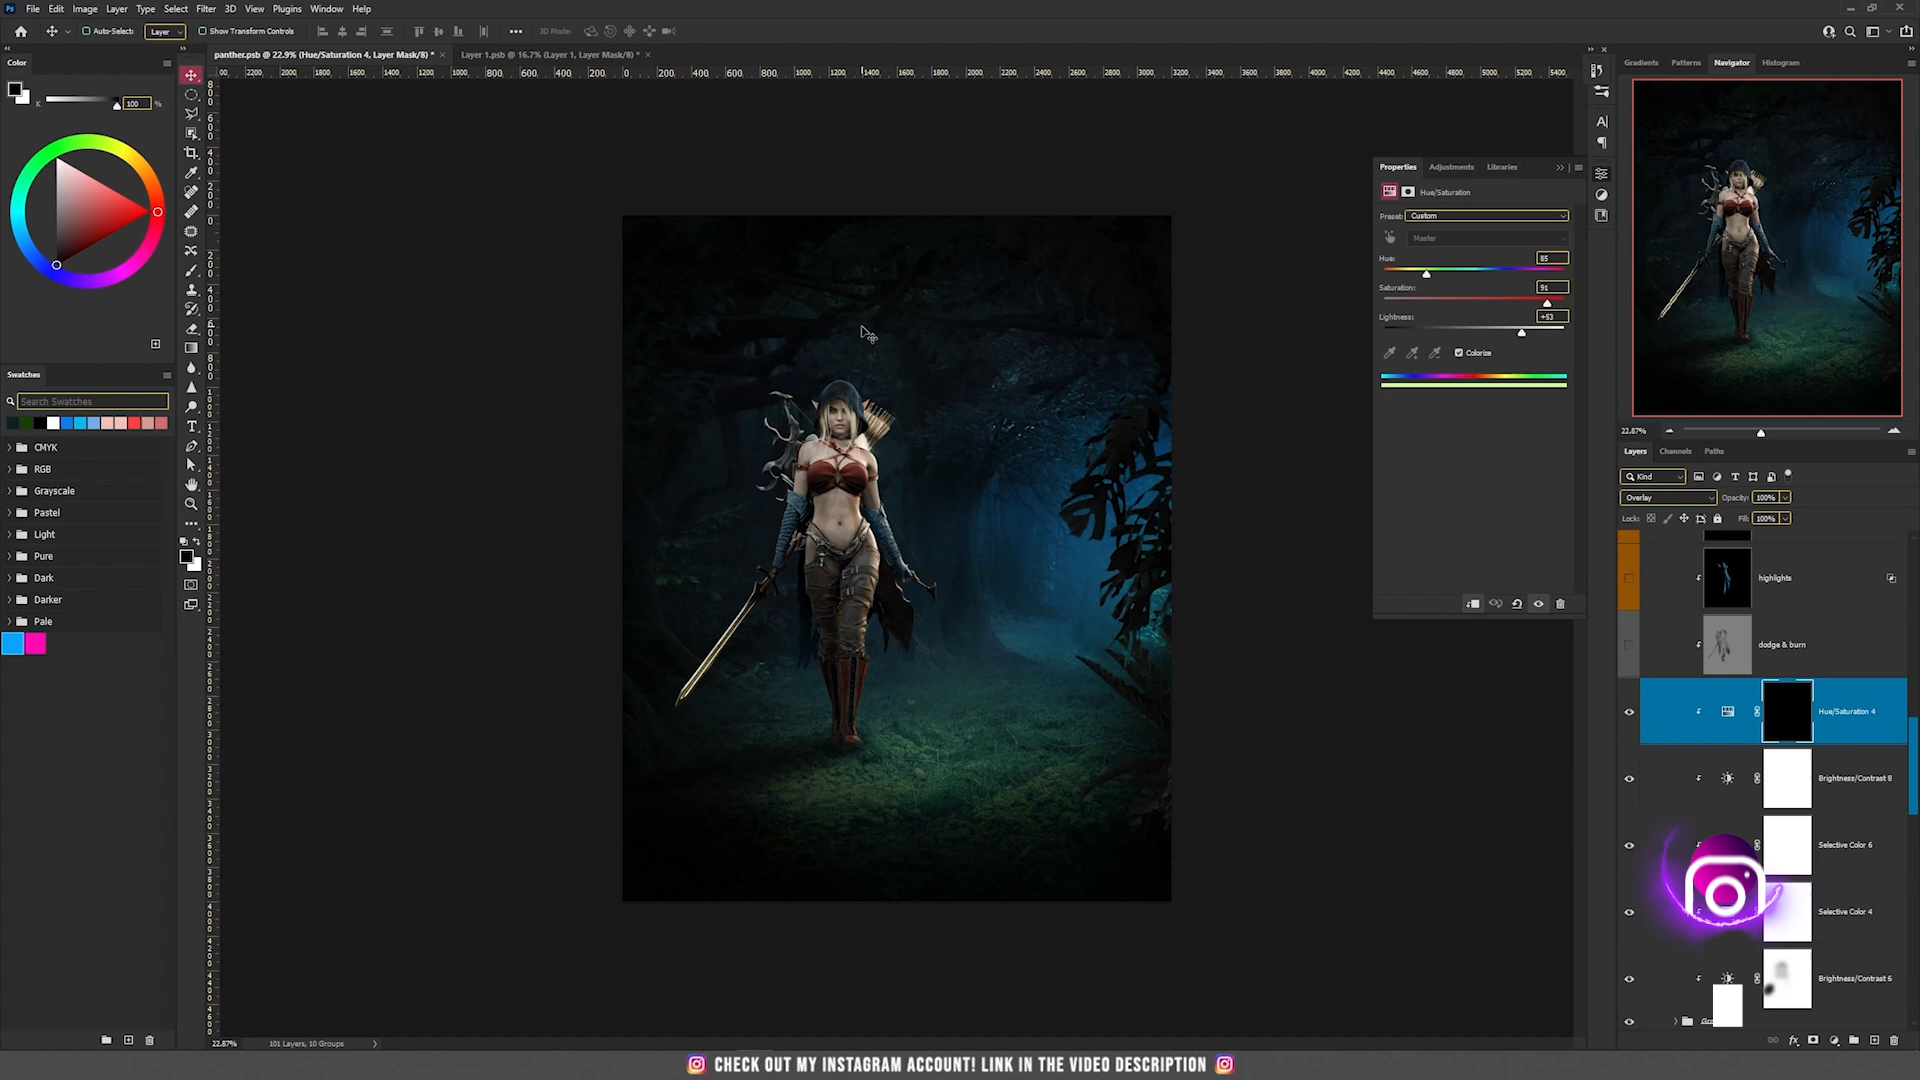 Ps File Edit Image Layer Type Select Filter 3D View Plugins Window Help
Auto-Select: Layer Show Transform Controls 3D Mode:
Color
panther.psb @ 22.9% (Hue/Saturation 4, Layer Mask/8) *
Layer 1.psb @ 16.7% (Layer 1, Layer Mask/8) *
K 100 %
Swatches
Search Swatches
CMYK
RGB
Grayscale
Pastel
Light
Pure
Dark
Darker
Pale
Properties Adjustments Libraries
Hue/Saturation
Preset: Custom
Master
Hue: 85
Saturation: 91
Lightness: +53
Colorize
Gradients Patterns Navigator Histogram
22.87%
Layers Channels Paths
Kind
Overlay Opacity: 100%
Lock: Fill: 100%
highlights
dodge & burn
Hue/Saturation 4
Brightness/Contrast 8
Selective Color 6
Selective Color 4
Brightness/Contrast 6
22.87% 101 Layers, 10 Groups
CHECK OUT MY INSTAGRAM ACCOUNT! LINK IN THE VIDEO DESCRIPTION